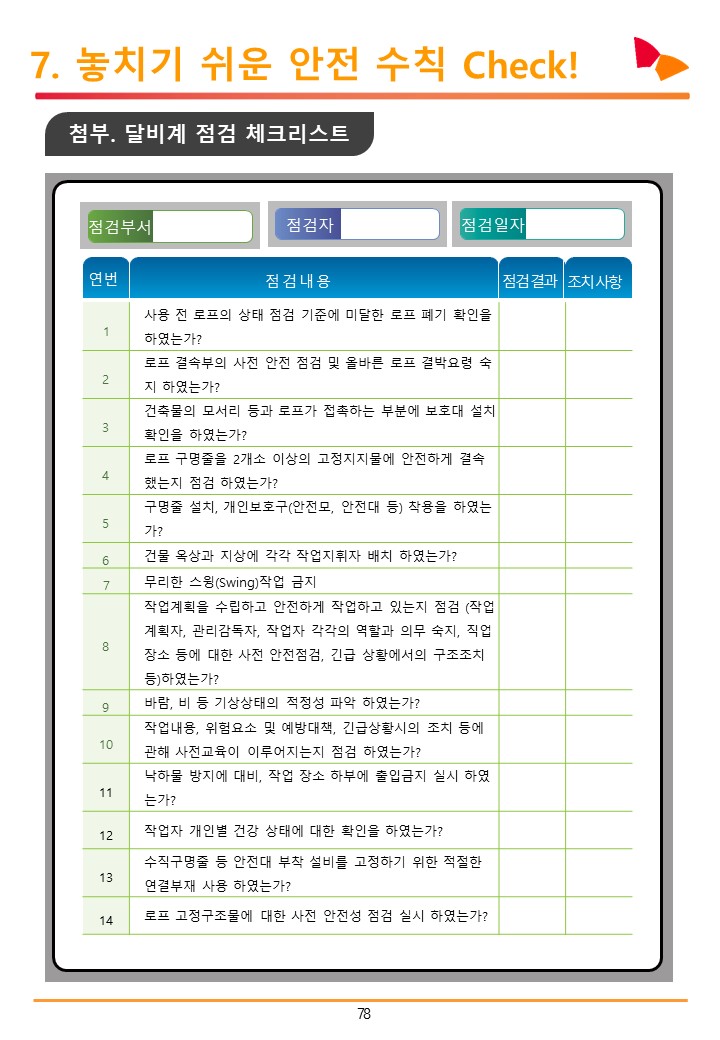 7. 놓치기 쉬운 안전 수칙 Check!
첨부. 달비계 점검 체크리스트
점검부서
점검자
점검일자
연번 점검내용 점검결과 조치사항
1 사용 전 로프의 상태 점검 기준에 미달한 로프 폐기 확인을
하였는가?
2 로프 결속부의 사전 안전 점검 및 올바른 로프 결박요령 숙
지 하였는가?
3 건축물의 모서리 등과 로프가 접촉하는 부분에 보호대 설치
확인을 하였는가?
4 로프 구명줄을 2개소 이상의 고정지지물에 안전하게 결속
했는지 점검 하였는가?
5 구명줄 설치, 개인보호구(안전모, 안전대 등) 착용을 하였는
가?
6 건물 옥상과 지상에 각각 작업지휘자 배치 하였는가?
7 무리한 스윙(Swing)작업 금지
8 작업계획을 수립하고 안전하게 작업하고 있는지 점검 (작업
계획자, 관리감독자, 작업자 각각의 역할과 의무 숙지, 직업
장소 등에 대한 사전 안전점검, 긴급 상황에서의 구조조치
등)하였는가?
9 바람, 비 등 기상상태의 적정성 파악 하였는가?
10 작업내용, 위험요소 및 예방대책, 긴급상황시의 조치 등에
관해 사전교육이 이루어지는지 점검 하였는가?
11 낙하물 방지에 대비, 작업 장소 하부에 출입금지 실시 하였
는가?
12 작업자 개인별 건강 상태에 대한 확인을 하였는가?
13 수직구명줄 등 안전대 부착 설비를 고정하기 위한 적절한
연결부재 사용 하였는가?
14 로프 고정구조물에 대한 사전 안전성 점검 실시 하였는가?
78